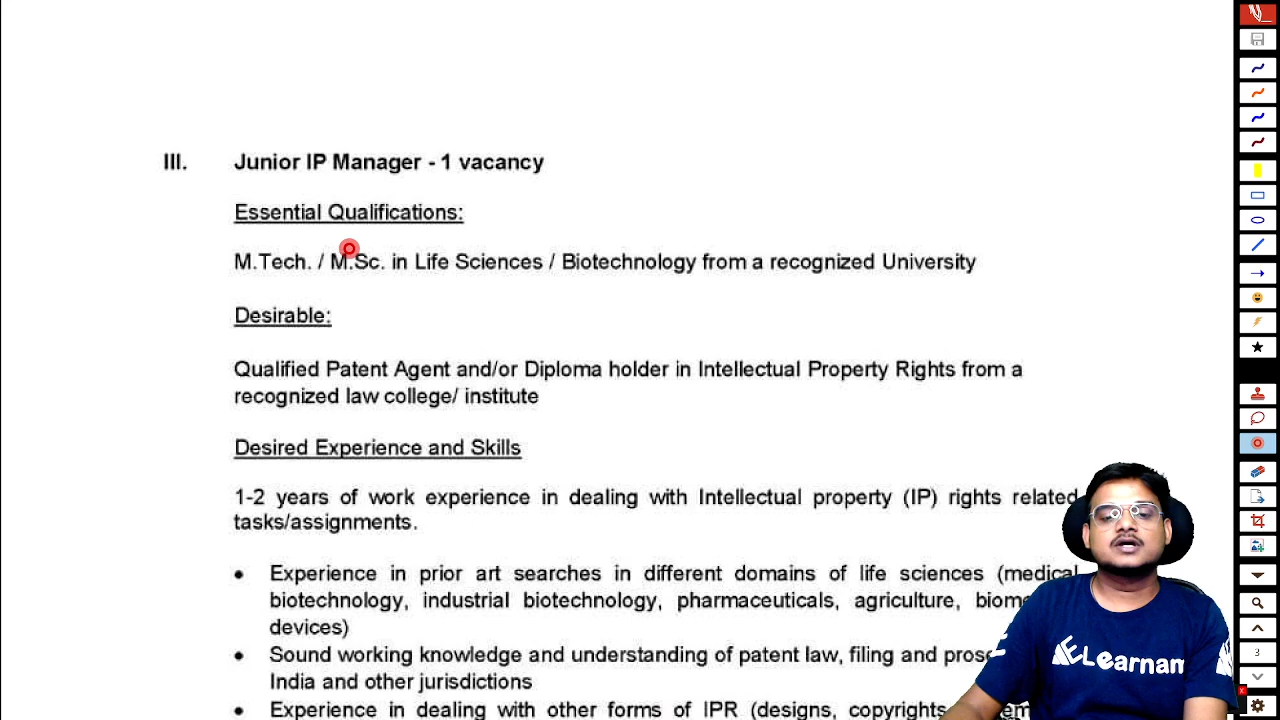 III. Junior IP Manager - 1 vacancy
Essential Qualifications:
M.Tech. / M.Sc. in Life Sciences / Biotechnology from a recognized University
Desirable:
Qualified Patent Agent and/or Diploma holder in Intellectual Property Rights from a
recognized law college/ institute
Desired Experience and Skills
1-2 years of work experience in dealing with Intellectual property (IP) rights related
tasks/assignments.
• Experience in prior art searches in different domains of life sciences (medical
biotechnology, industrial biotechnology, pharmaceuticals, agriculture,
devices)
• Sound working knowledge and understanding of patent law, filing and
India and other jurisdictions
• Experience in dealing with other forms of IPR (designs, copyrights
3
Learnam